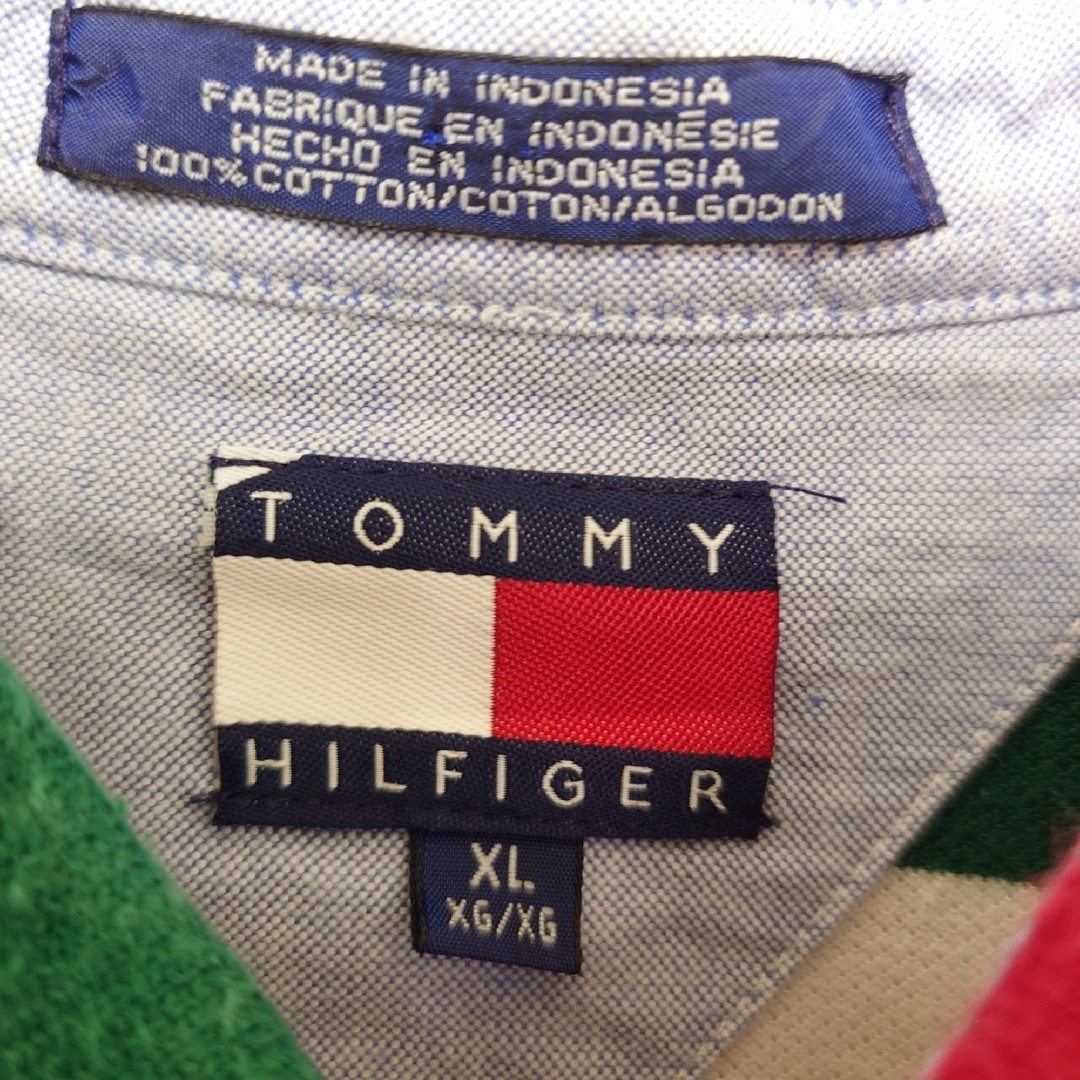 MADE IN INDONESIA
FABRIQUE EN INDONÉSIE
HECHO EN INDONESIA
100%COTTON/COTON/ALGODON
TOMMY
HILFIGER
XL
XG/XG